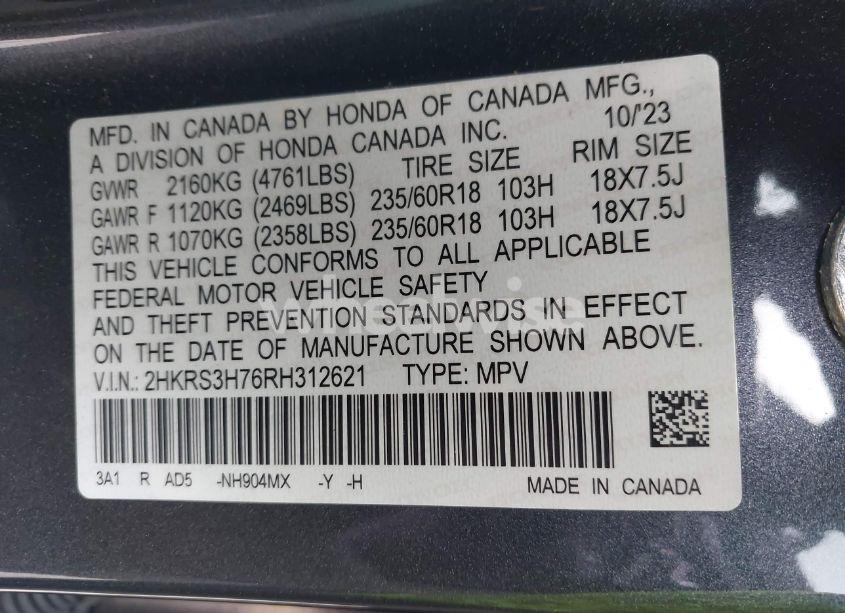 MFD. IN CANADA BY HONDA OF CANADA MFG.,
A DIVISION OF HONDA CANADA INC. 10/'23
GVWR 2160KG (4761LBS) TIRE SIZE RIM SIZE
GAWR F 1120KG (2469LBS) 235/60R18 103H 18X7.5J
GAWR R 1070KG (2358LBS) 235/60R18 103H 18X7.5J
THIS VEHICLE CONFORMS TO ALL APPLICABLE
FEDERAL MOTOR VEHICLE SAFETY
AND THEFT PREVENTION STANDARDS IN EFFECT
ON THE DATE OF MANUFACTURE SHOWN ABOVE.
V.I.N.: 2HKRS3H76RH312621 TYPE: MPV
3A1 R AD5 -NH904MX -Y -H MADE IN CANADA